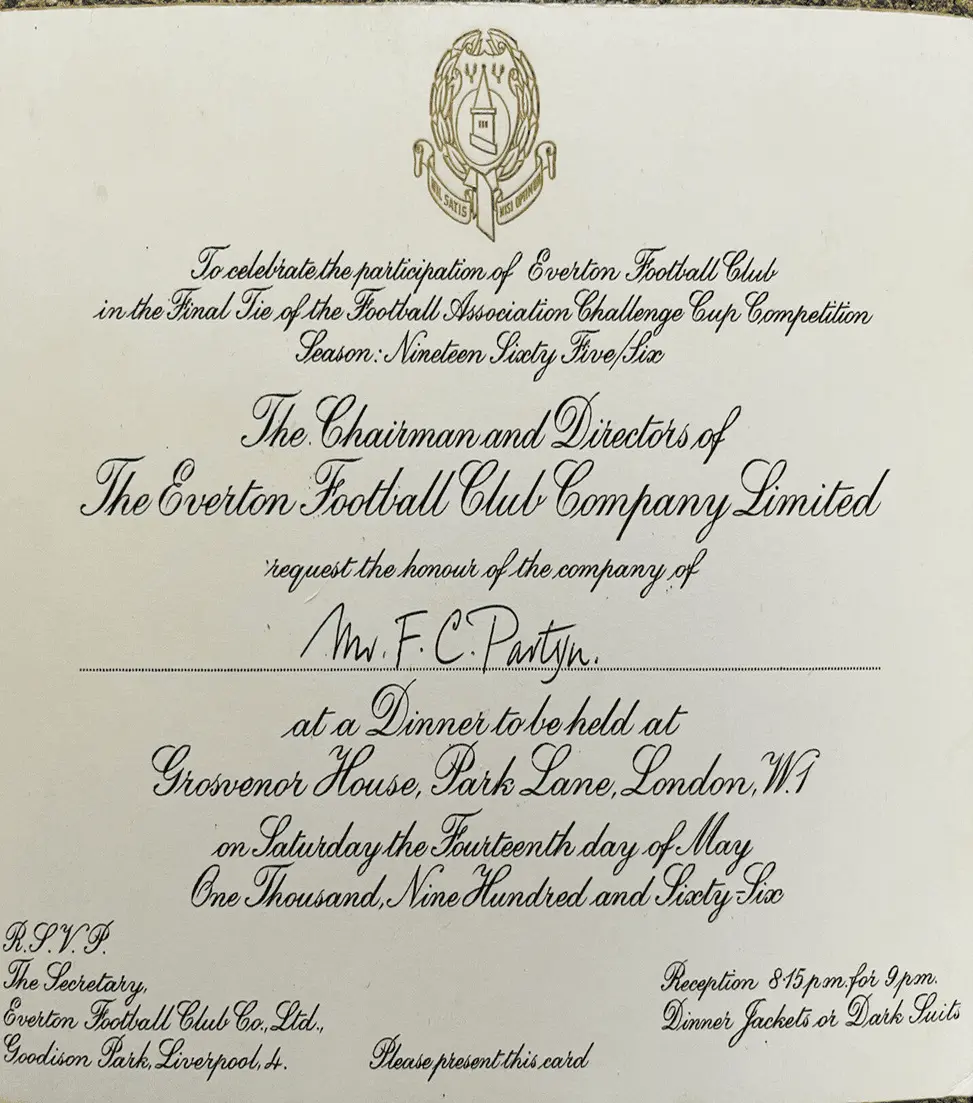 NIL SATIS NISI OPTIMUM
To celebrate the participation of Everton Football Club
in the Final Tie of the Football Association Challenge Cup Competition
Season: Nineteen Sixty Five/Six
The Chairman and Directors of
The Everton Football Club Company Limited
request the honour of the company of
Mr. F. C. Partyn.
at a Dinner to be held at
Grosvenor House, Park Lane, London, W.1
on Saturday the Fourteenth day of May
One Thousand, Nine Hundred and Sixty-Six
R.S.V.P.
The Secretary,
Everton Football Club Co., Ltd.,
Goodison Park, Liverpool, 4.
Please present this card
Reception 8·15 p.m. for 9 p.m.
Dinner Jackets or Dark Suits